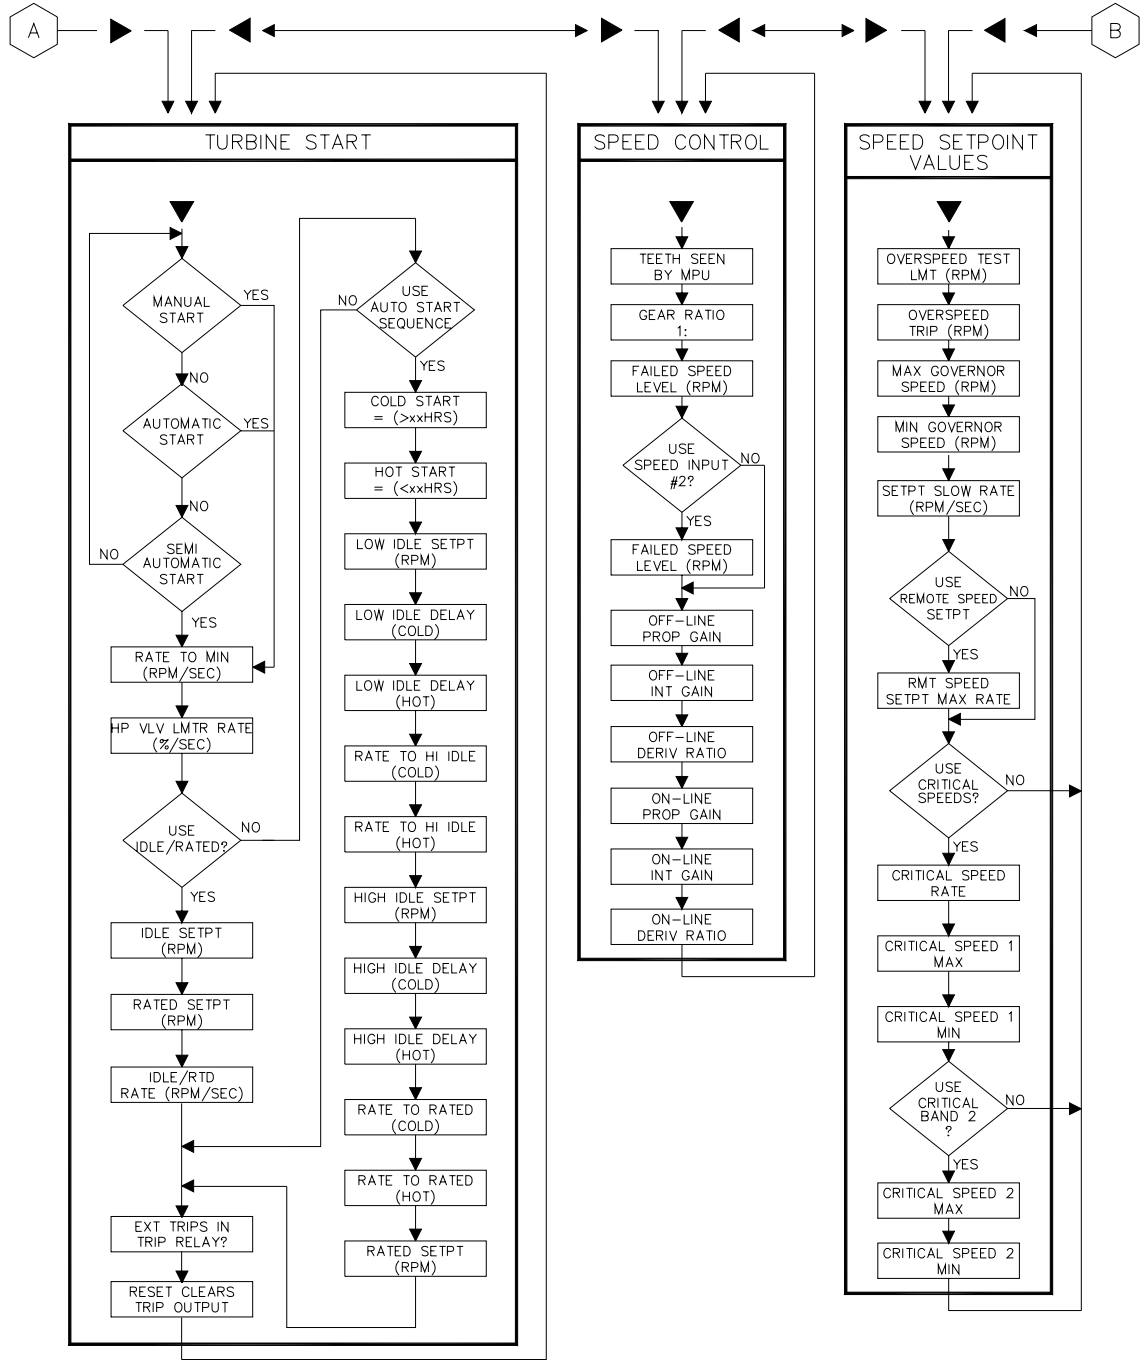 A
B
TURBINE START
MANUAL
START
YES
NO
AUTOMATIC
START
YES
NO
SEMI
AUTOMATIC
START
NO
YES
RATE TO MIN
(RPM/SEC)
HP VLV LMTR RATE
(%/SEC)
USE
IDLE/RATED?
NO
YES
IDLE SETPT
(RPM)
RATED SETPT
(RPM)
IDLE/RTD
RATE (RPM/SEC)
EXT TRIPS IN
TRIP RELAY?
RESET CLEARS
TRIP OUTPUT
USE
AUTO START
SEQUENCE
NO
YES
COLD START
= (>xxHRS)
HOT START
= (<xxHRS)
LOW IDLE SETPT
(RPM)
LOW IDLE DELAY
(COLD)
LOW IDLE DELAY
(HOT)
RATE TO HI IDLE
(COLD)
RATE TO HI IDLE
(HOT)
HIGH IDLE SETPT
(RPM)
HIGH IDLE DELAY
(COLD)
HIGH IDLE DELAY
(HOT)
RATE TO RATED
(COLD)
RATE TO RATED
(HOT)
RATED SETPT
(RPM)
SPEED CONTROL
TEETH SEEN
BY MPU
GEAR RATIO
1:
FAILED SPEED
LEVEL (RPM)
USE
SPEED INPUT
#2?
NO
YES
FAILED SPEED
LEVEL (RPM)
OFF-LINE
PROP GAIN
OFF-LINE
INT GAIN
OFF-LINE
DERIV RATIO
ON-LINE
PROP GAIN
ON-LINE
INT GAIN
ON-LINE
DERIV RATIO
SPEED SETPOINT
VALUES
OVERSPEED TEST
LMT (RPM)
OVERSPEED
TRIP (RPM)
MAX GOVERNOR
SPEED (RPM)
MIN GOVERNOR
SPEED (RPM)
SETPT SLOW RATE
(RPM/SEC)
USE
REMOTE SPEED
SETPT
NO
YES
RMT SPEED
SETPT MAX RATE
USE
CRITICAL
SPEEDS?
NO
YES
CRITICAL SPEED
RATE
CRITICAL SPEED 1
MAX
CRITICAL SPEED 1
MIN
USE
CRITICAL
BAND 2
?
NO
YES
CRITICAL SPEED 2
MAX
CRITICAL SPEED 2
MIN